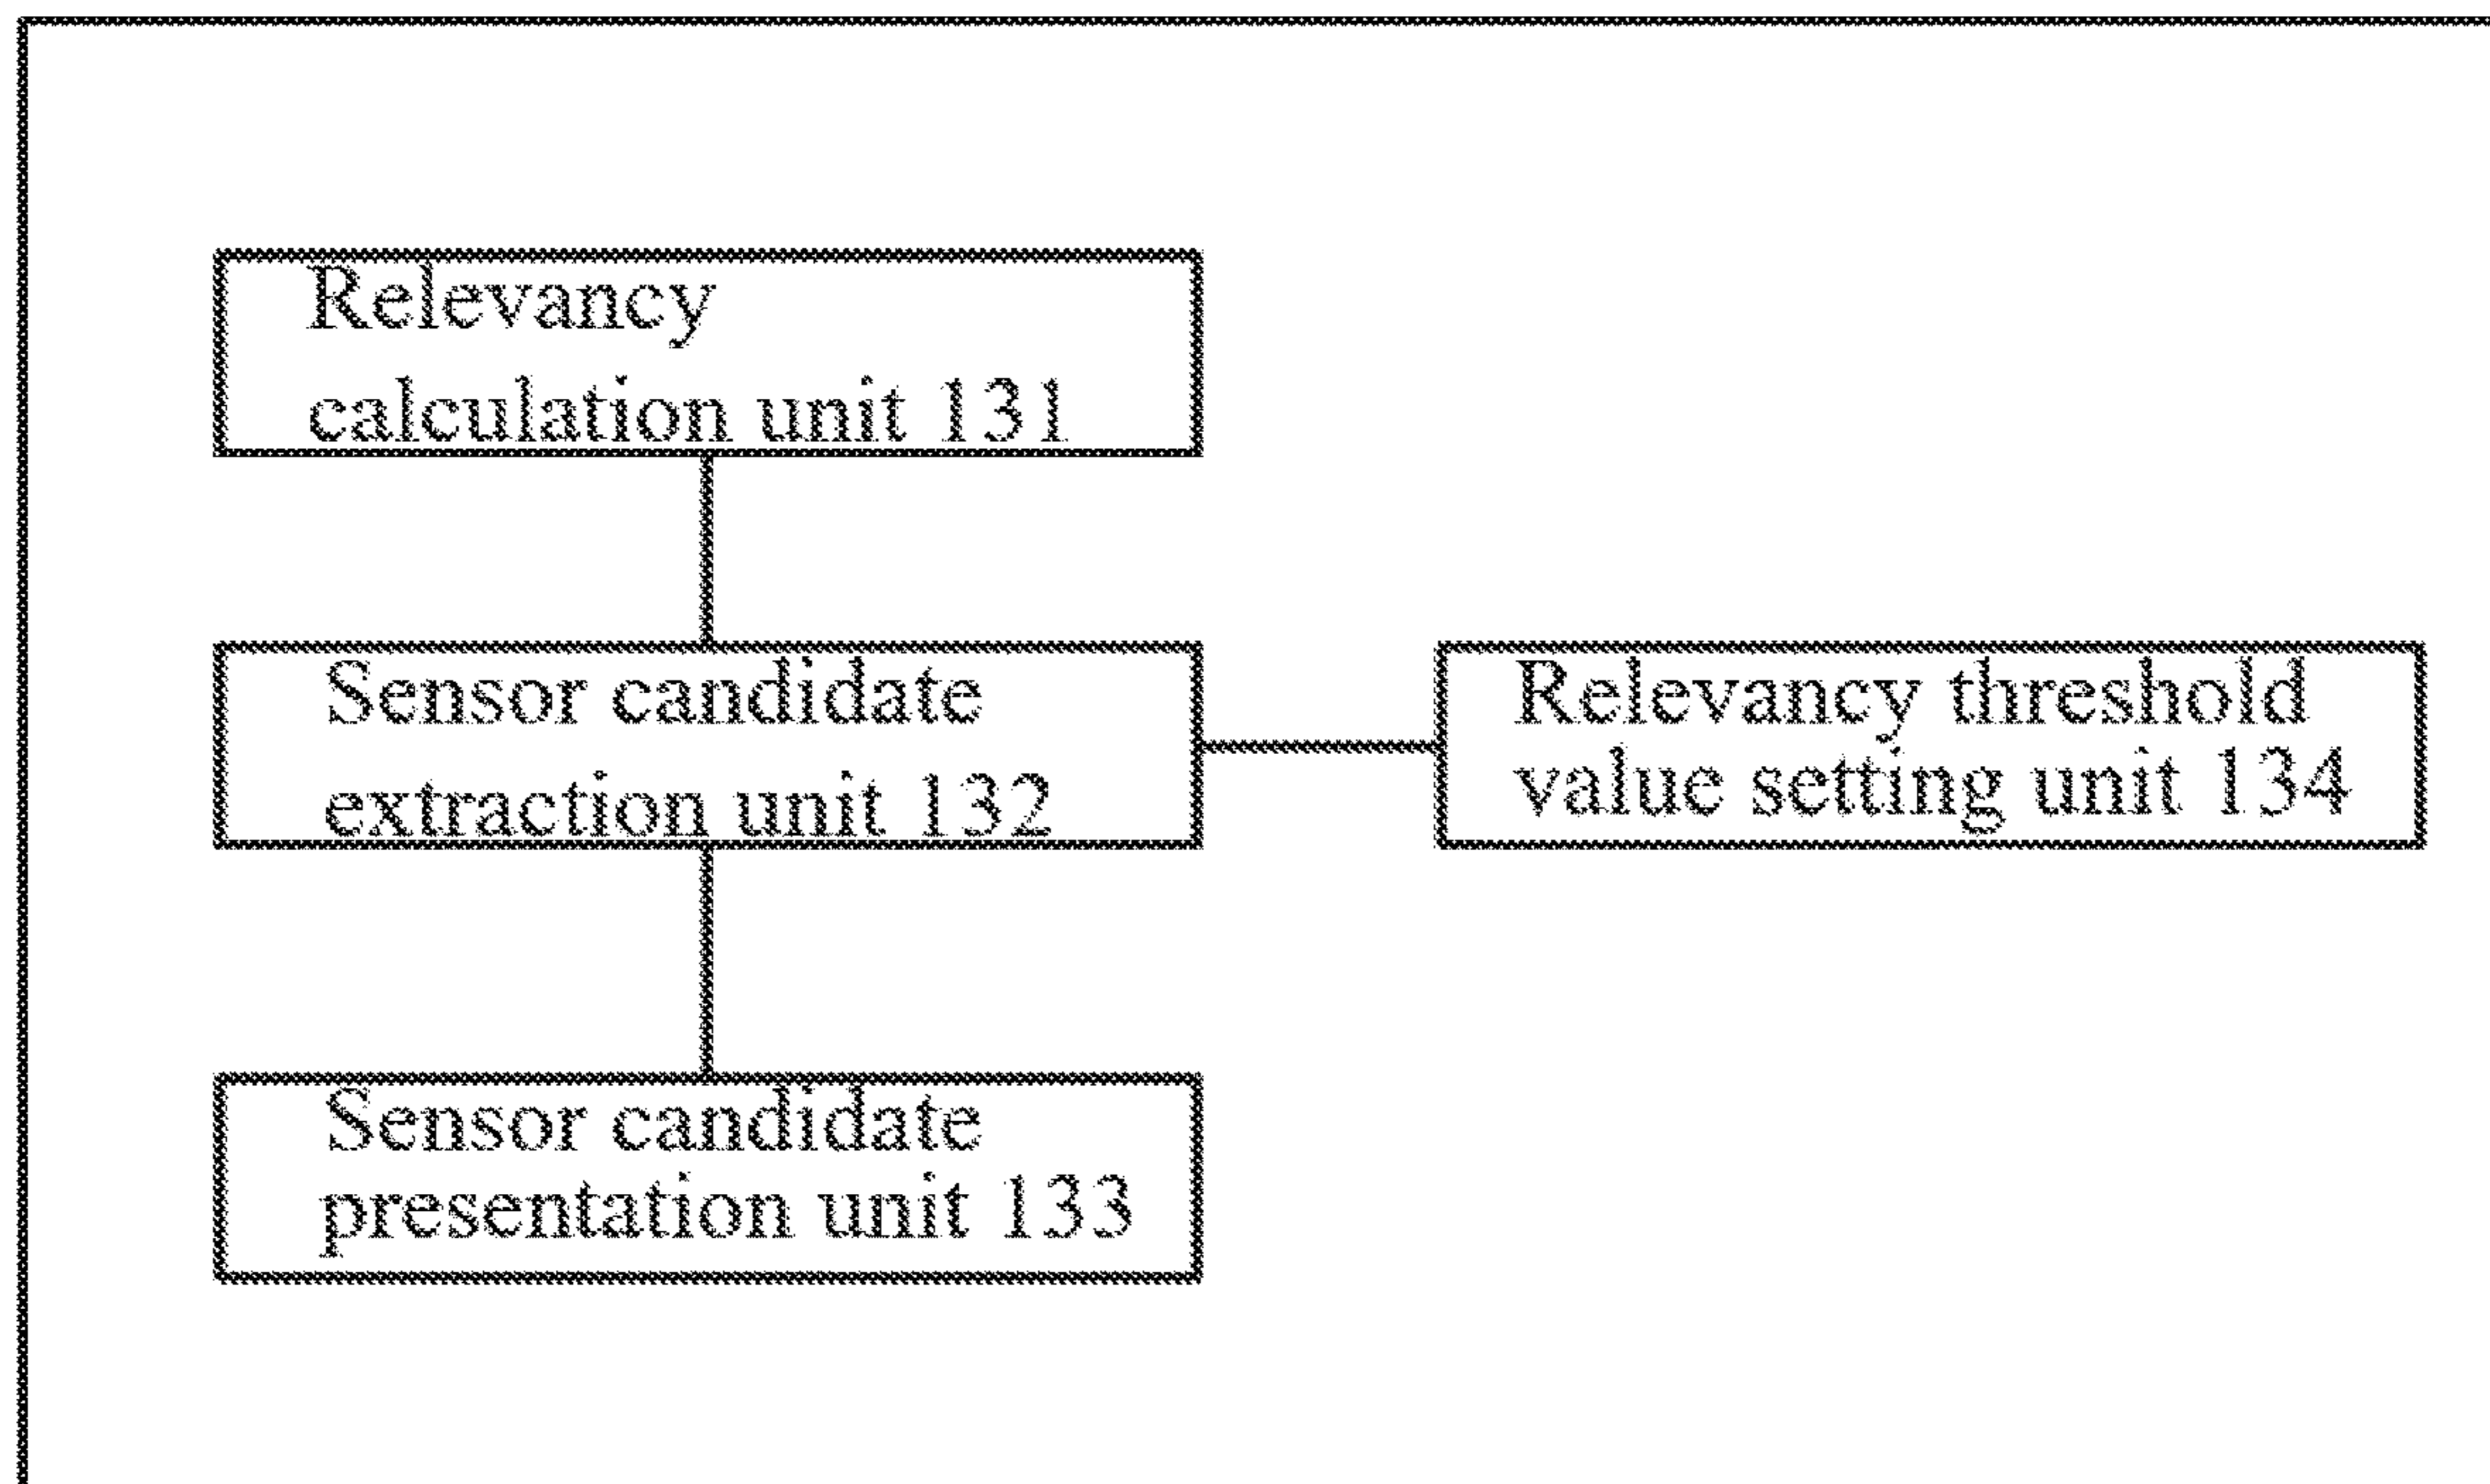 Relevancy
calculation unit 131
Sensor candidate
extraction unit 132
Relevancy threshold
value setting unit 134
Sensor candidate
presentation unit 133